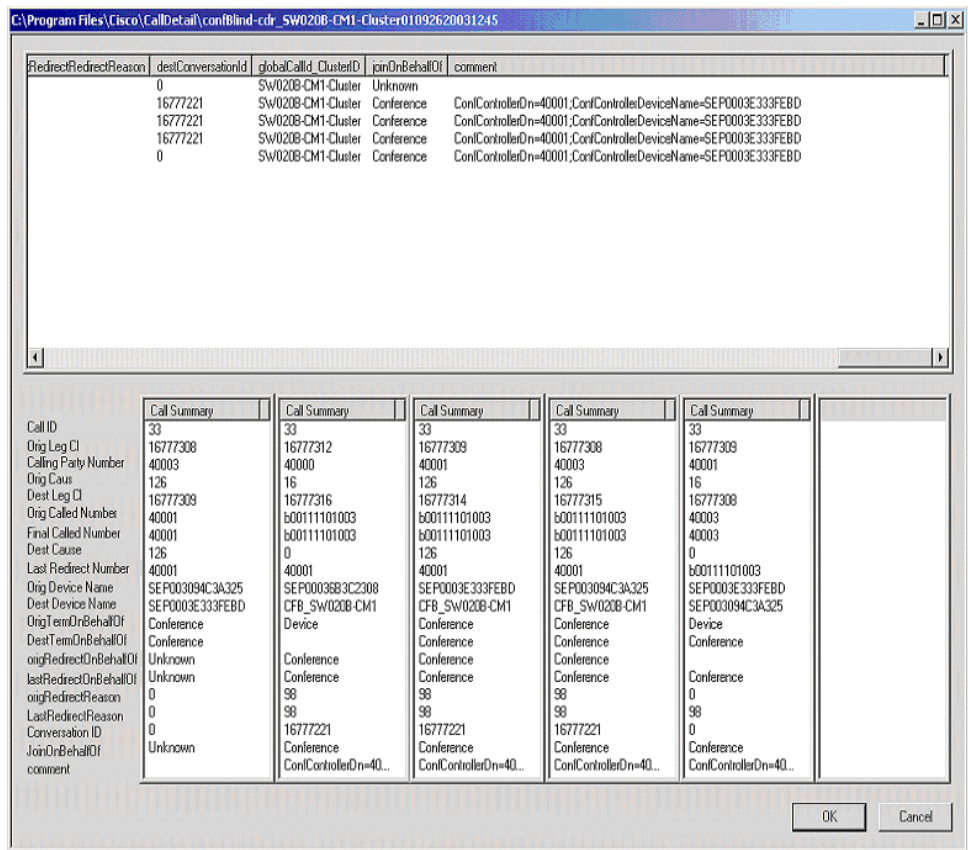 C:\Program Files\Cisco\CallDetail\confBlind-cdr_SW020B-CM1-Cluster01092620031245
RedirectRedirectReason destConversationId globalCallId_ClusterID joinOnBehalfOf comment
0 SW020B-CM1-Cluster Unknown
16777221 SW020B-CM1-Cluster Conference ConfControllerDn=40001;ConfControllerDeviceName=SEP0003E333FEBD
16777221 SW020B-CM1-Cluster Conference ConfControllerDn=40001;ConfControllerDeviceName=SEP0003E333FEBD
16777221 SW020B-CM1-Cluster Conference ConfControllerDn=40001;ConfControllerDeviceName=SEP0003E333FEBD
0 SW020B-CM1-Cluster Conference ConfControllerDn=40001;ConfControllerDeviceName=SEP0003E333FEBD
Call Summary Call Summary Call Summary Call Summary Call Summary
Call ID 33 33 33 33 33
Orig Leg CI 16777308 16777312 16777309 16777308 16777309
Calling Party Number 40003 40000 40001 40003 40001
Orig Caus 126 16 126 126 16
Dest Leg CI 16777309 16777316 16777314 16777315 16777308
Orig Called Number 40001 b00111101003 b00111101003 b00111101003 40003
Final Called Number 40001 b00111101003 b00111101003 b00111101003 40003
Dest Cause 126 0 126 126 0
Last Redirect Number 40001 40001 40001 40001 b00111101003
Orig Device Name SEP003094C3A325 SEP00036B3C2308 SEP0003E333FEBD SEP003094C3A325 SEP0003E333FEBD
Dest Device Name SEP0003E333FEBD CFB_SW020B-CM1 CFB_SW020B-CM1 CFB_SW020B-CM1 SEP003094C3A325
OrigTermOnBehalfOf Conference Device Conference Conference Device
DestTermOnBehalfOf Conference Conference Conference Conference
origRedirectOnBehalfOf Unknown Conference Conference Conference
lastRedirectOnBehalfOf Unknown Conference Conference Conference Conference
origRedirectReason 0 98 98 98 0
LastRedirectReason 0 98 98 98 98
Conversation ID 0 16777221 16777221 16777221 0
JoinOnBehalfOf Unknown Conference Conference Conference Conference
comment ConfControllerDn=40... ConfControllerDn=40... ConfControllerDn=40... ConfControllerDn=40...
OK Cancel